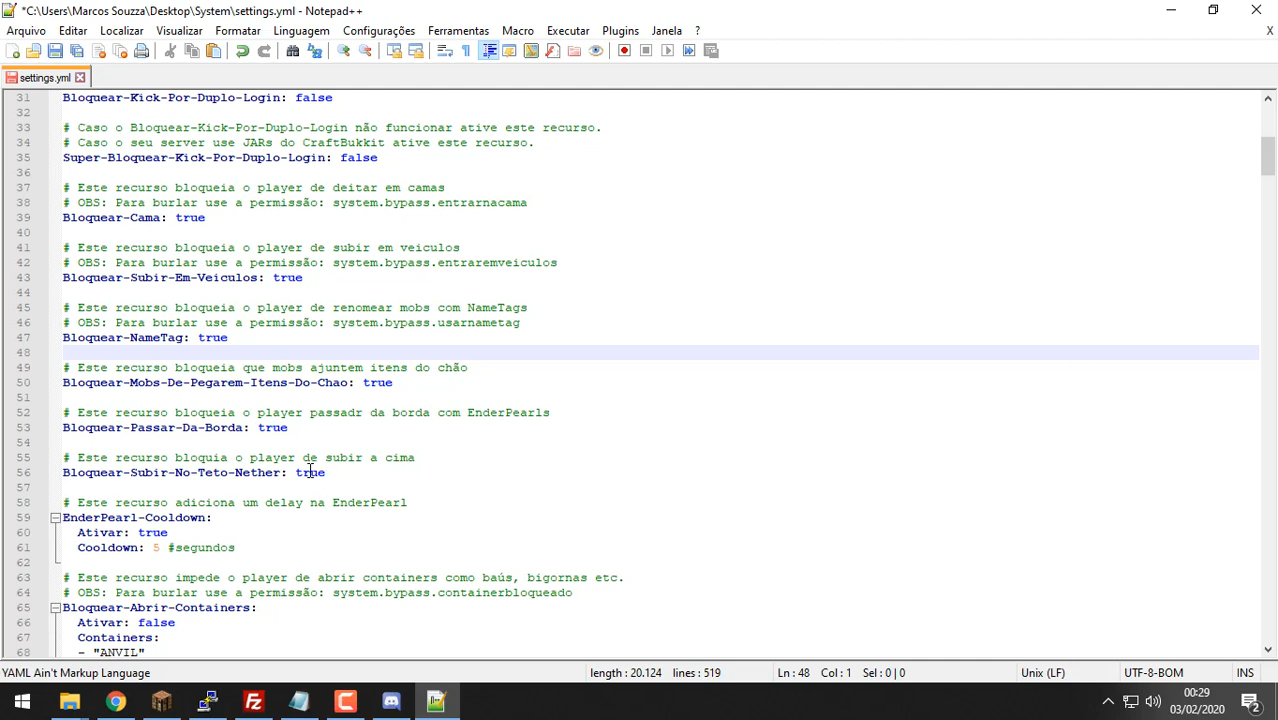 *C:\Users\Marcos Souzza\Desktop\System\settings.yml - Notepad++
Arquivo Editar Localizar Visualizar Formatar Linguagem Configurações Ferramentas Macro Executar Plugins Janela ? X
settings.yml
31 Bloquear-Kick-Por-Duplo-Login: false
32
33 # Caso o Bloquear-Kick-Por-Duplo-Login não funcionar ative este recurso.
34 # Caso o seu server use JARs do CraftBukkit ative este recurso.
35 Super-Bloquear-Kick-Por-Duplo-Login: false
36
37 # Este recurso bloqueia o player de deitar em camas
38 # OBS: Para burlar use a permissão: system.bypass.entrarnacama
39 Bloquear-Cama: true
40
41 # Este recurso bloqueia o player de subir em veiculos
42 # OBS: Para burlar use a permissão: system.bypass.entraremveiculos
43 Bloquear-Subir-Em-Veiculos: true
44
45 # Este recurso bloqueia o player de renomear mobs com NameTags
46 # OBS: Para burlar use a permissão: system.bypass.usarnametag
47 Bloquear-NameTag: true
48
49 # Este recurso bloqueia que mobs ajuntem itens do chão
50 Bloquear-Mobs-De-Pegarem-Itens-Do-Chao: true
51
52 # Este recurso bloqueia o player passadr da borda com EnderPearls
53 Bloquear-Passar-Da-Borda: true
54
55 # Este recurso bloquia o player de subir a cima
56 Bloquear-Subir-No-Teto-Nether: true
57
58 # Este recurso adiciona um delay na EnderPearl
59 EnderPearl-Cooldown:
60 Ativar: true
61 Cooldown: 5 #segundos
62
63 # Este recurso impede o player de abrir containers como baús, bigornas etc.
64 # OBS: Para burlar use a permissão: system.bypass.containerbloqueado
65 Bloquear-Abrir-Containers:
66 Ativar: false
67 Containers:
68 - "ANVIL"
YAML Ain't Markup Language length : 20.124 lines : 519 Ln : 48 Col : 1 Sel : 0 | 0 Unix (LF) UTF-8-BOM INS
00:29
03/02/2020
2